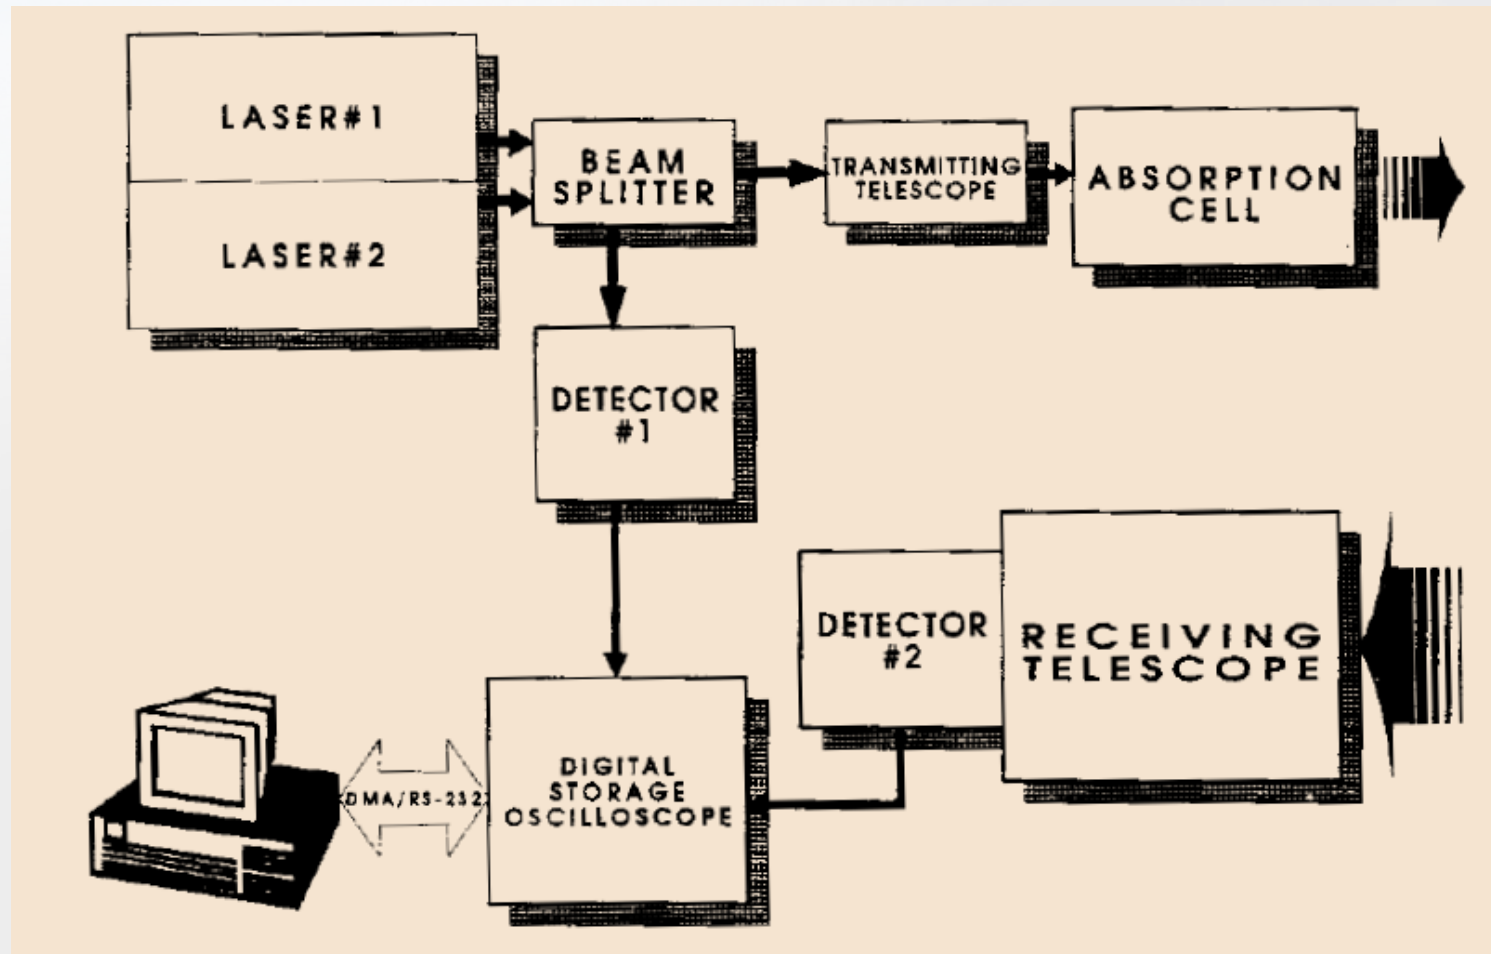 LASER#1
LASER#2
BEAM
SPLITTER
TRANSMITTING
TELESCOPE
ABSORPTION
CELL
DETECTOR
#1
DETECTOR
#2
RECEIVING
TELESCOPE
DIGITAL
STORAGE
OSCILLOSCOPE
DMA/RS-232